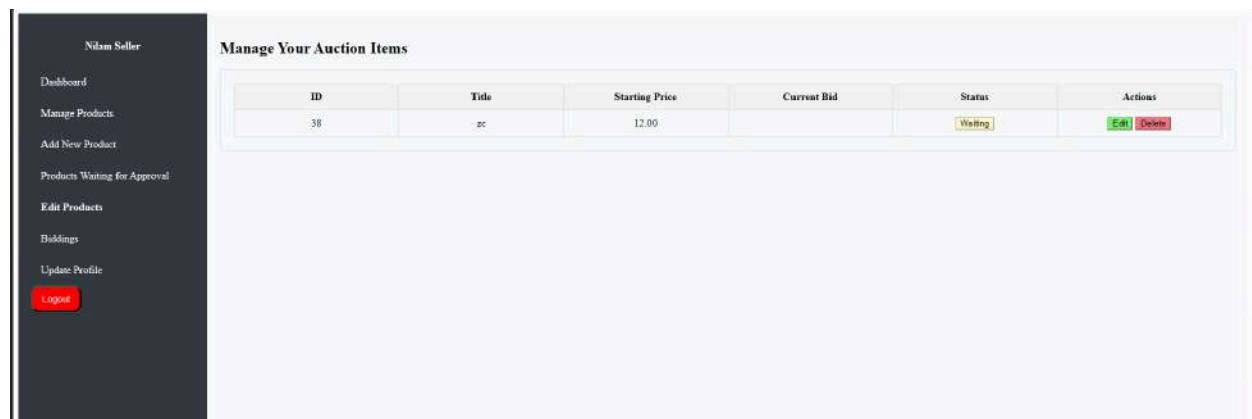 Nilam Seller
Dashboard
Manage Products
Add New Product
Products Waiting for Approval
Edit Products
Biddings
Update Profile
Logout
Manage Your Auction Items
ID Title Starting Price Current Bid Status Actions
38 zc 12.00 Waiting Edit Delete